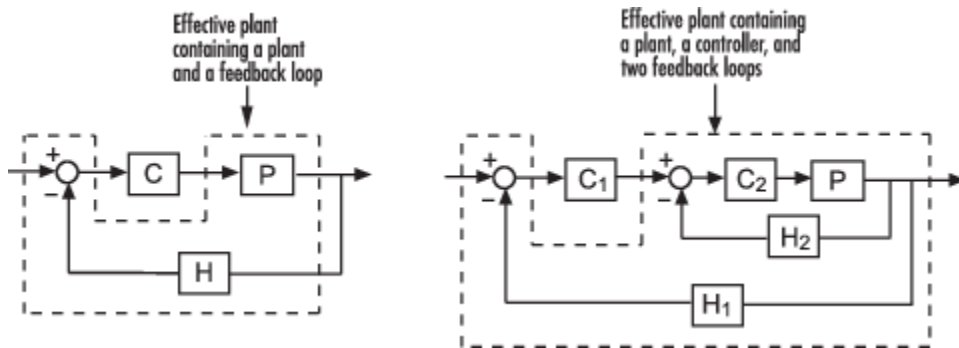 Effective plant
containing a plant
and a feedback loop
+
−
C
P
H
Effective plant containing
a plant, a controller, and
two feedback loops
+
−
C₁
+
−
C₂
P
H₂
H₁